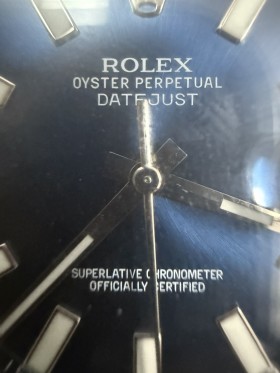 ROLEX
OYSTER PERPETUAL
DATEJUST
SUPERLATIVE CHRONOMETER
OFFICIALLY CERTIFIED